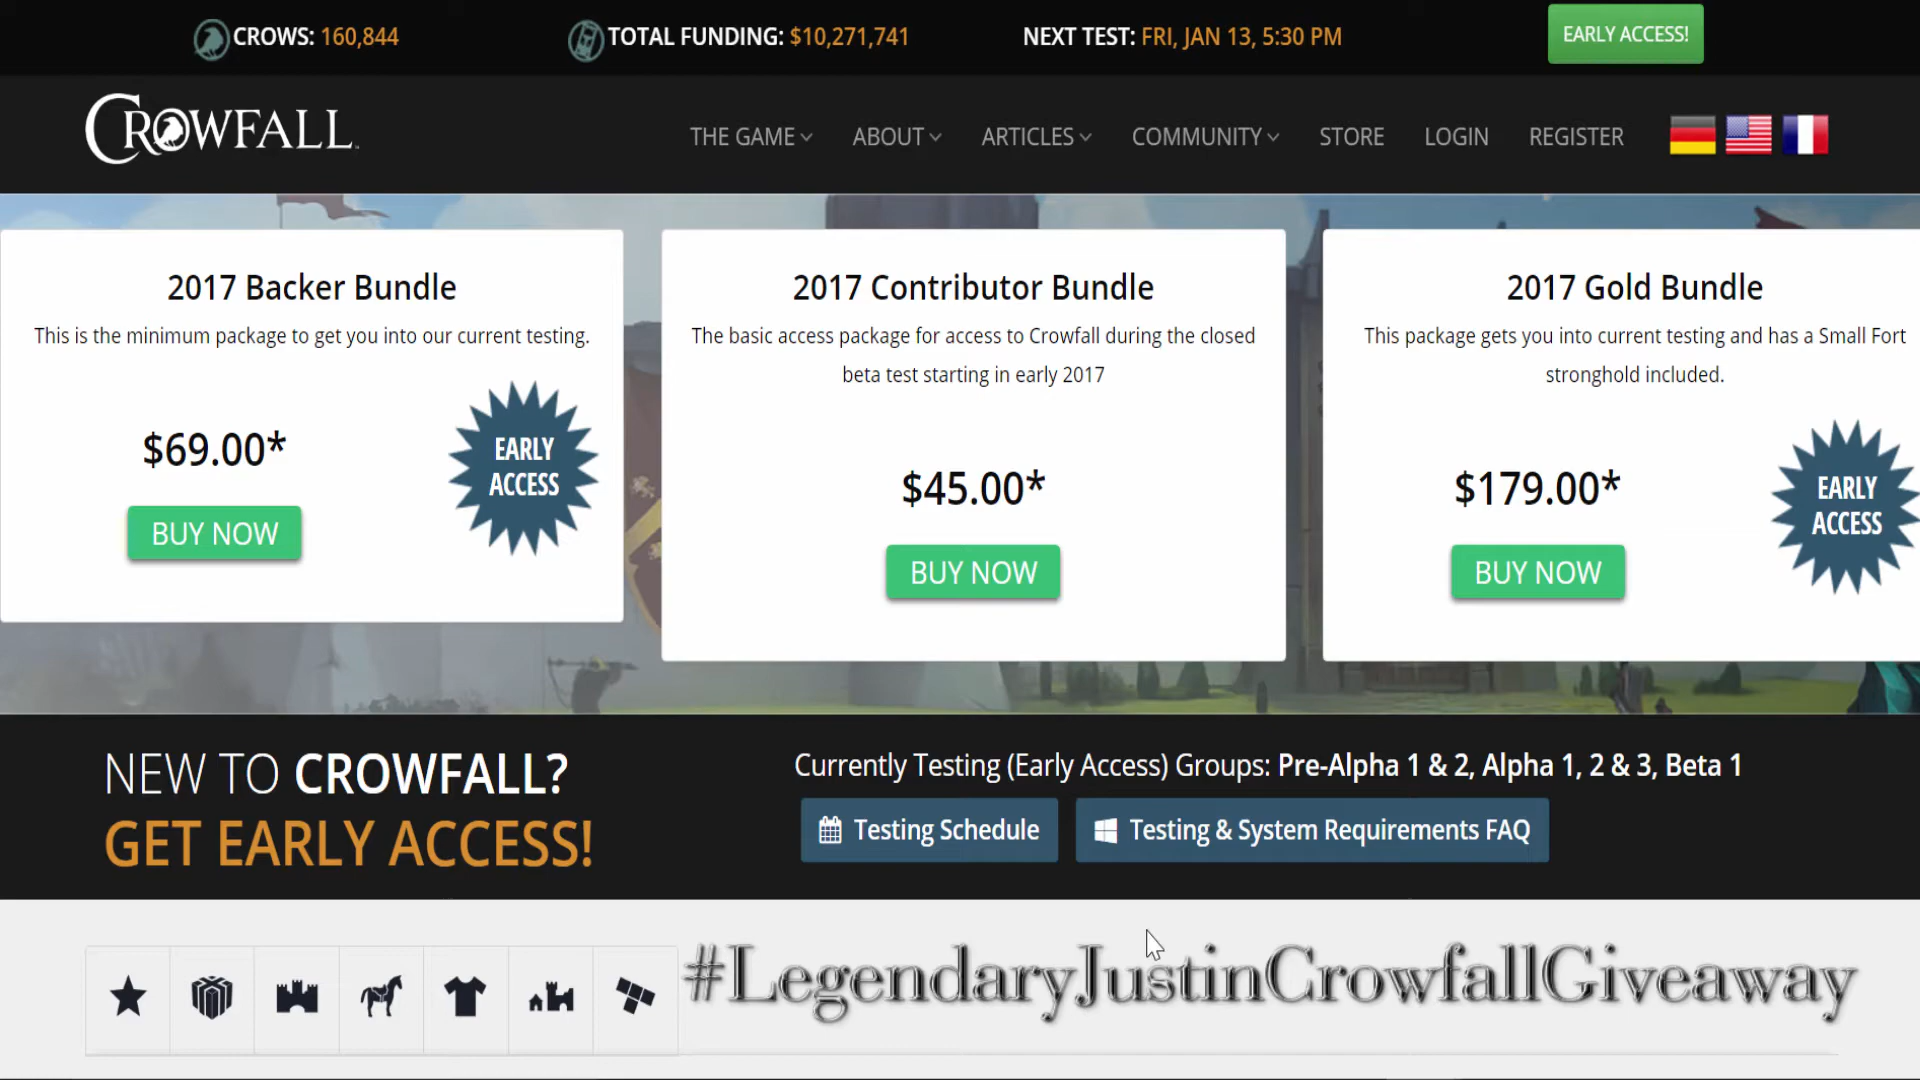 CROWS: 160,844
TOTAL FUNDING: $10,271,741
NEXT TEST: FRI, JAN 13, 5:30 PM
EARLY ACCESS!
CROWFALL
THE GAME
ABOUT
ARTICLES
COMMUNITY
STORE
LOGIN
REGISTER
2017 Backer Bundle
This is the minimum package to get you into our current testing.
$69.00*
EARLY
ACCESS
BUY NOW
2017 Contributor Bundle
The basic access package for access to Crowfall during the closed
beta test starting in early 2017
$45.00*
BUY NOW
2017 Gold Bundle
This package gets you into current testing and has a Small Fort
stronghold included.
$179.00*
EARLY
ACCESS
BUY NOW
NEW TO CROWFALL?
GET EARLY ACCESS!
Currently Testing (Early Access) Groups: Pre-Alpha 1 & 2, Alpha 1, 2 & 3, Beta 1
Testing Schedule
Testing & System Requirements FAQ
#LegendaryJustinCrowfallGiveaway